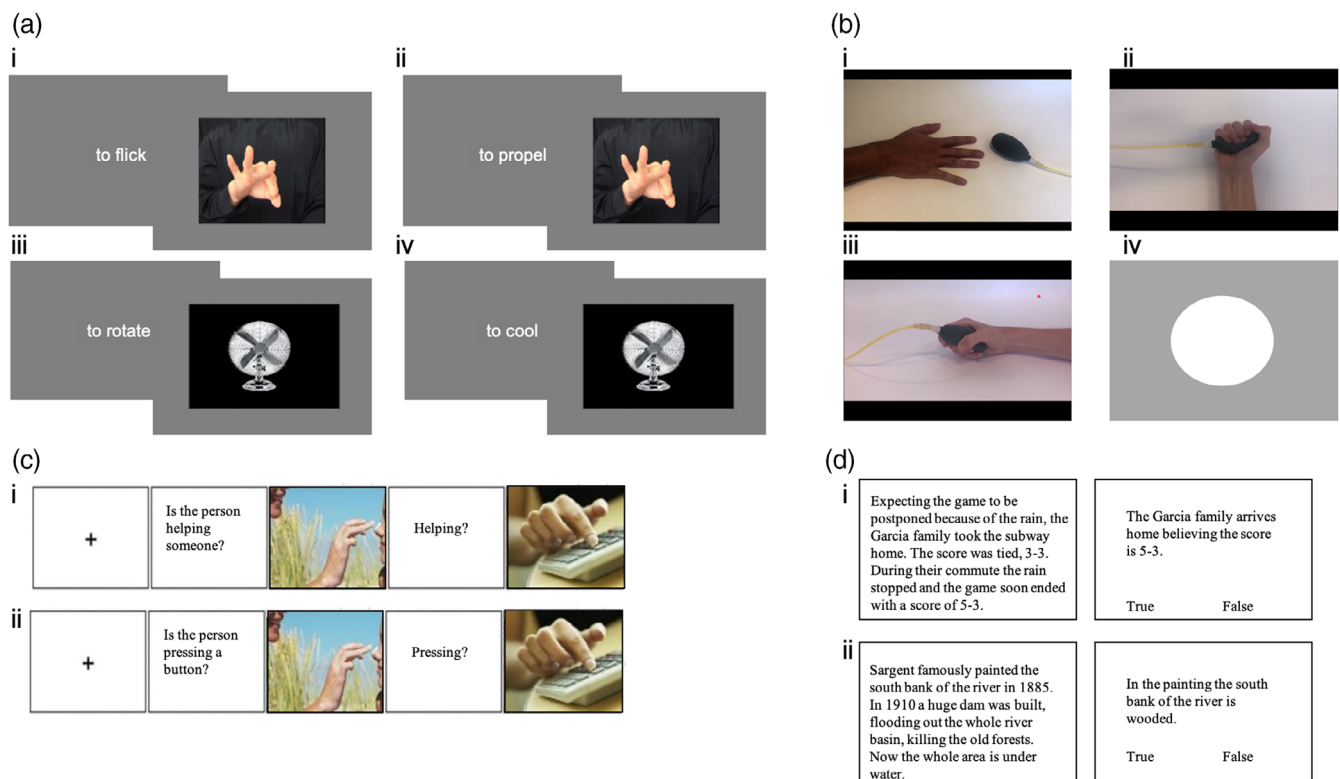 (a)
i
to flick
ii
to propel
iii
to rotate
iv
to cool
(b)
i
ii
iii
iv
(c)
i
+
Is the person
helping
someone?
Helping?
ii
+
Is the person
pressing a
button?
Pressing?
(d)
i
Expecting the game to be
postponed because of the rain, the
Garcia family took the subway
home. The score was tied, 3-3.
During their commute the rain
stopped and the game soon ended
with a score of 5-3.
The Garcia family arrives
home believing the score
is 5-3.
True False
ii
Sargent famously painted the
south bank of the river in 1885.
In 1910 a huge dam was built,
flooding out the whole river
basin, killing the old forests.
Now the whole area is under
water.
In the painting the south
bank of the river is
wooded.
True False